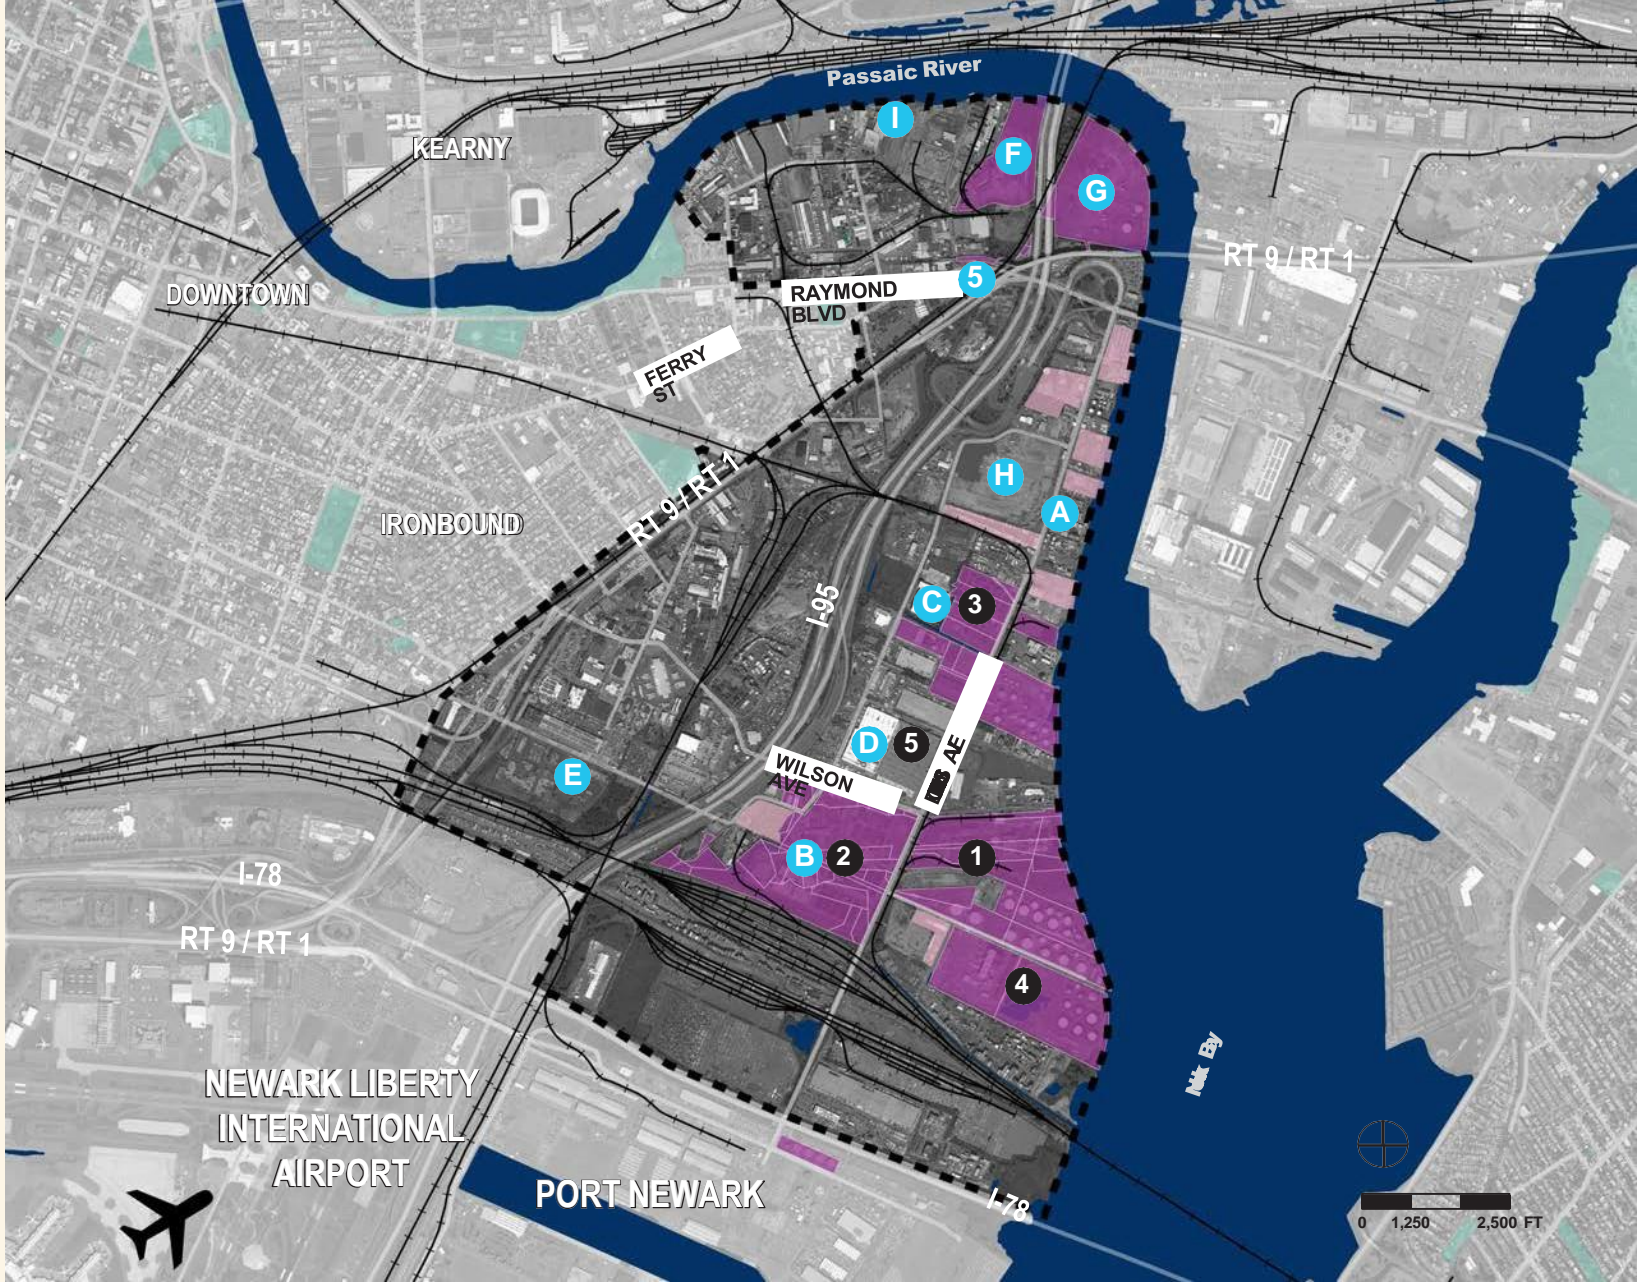 Passaic River
I
KEARNY
F
G
RT 9 / RT 1
DOWNTOWN
RAYMOND
BLVD
5
FERRY
ST
RT 9 / RT 1
H
A
IRONBOUND
I-95
C
3
D
5
AE
WILSON
AVE
E
B
2
1
I-78
RT 9 / RT 1
4
Bay
NEWARK LIBERTY
INTERNATIONAL
AIRPORT
PORT NEWARK
I-78
0 1,250 2,500 FT